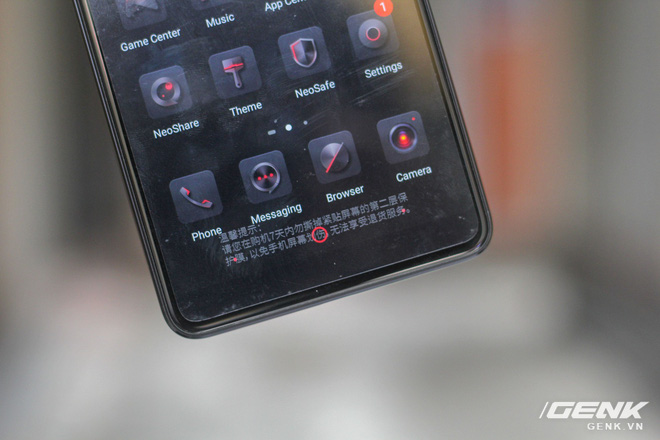 Game Center
Music
App Cen
1
NeoShare
Theme
NeoSafe
Settings
Phone
Messaging
Browser
Camera
温馨提示:
请您在购机7天内勿撕掉紧贴屏幕的第二层保
护膜,以免手机屏幕划伤,无法享受退货服务。
GENK
GENK.VN